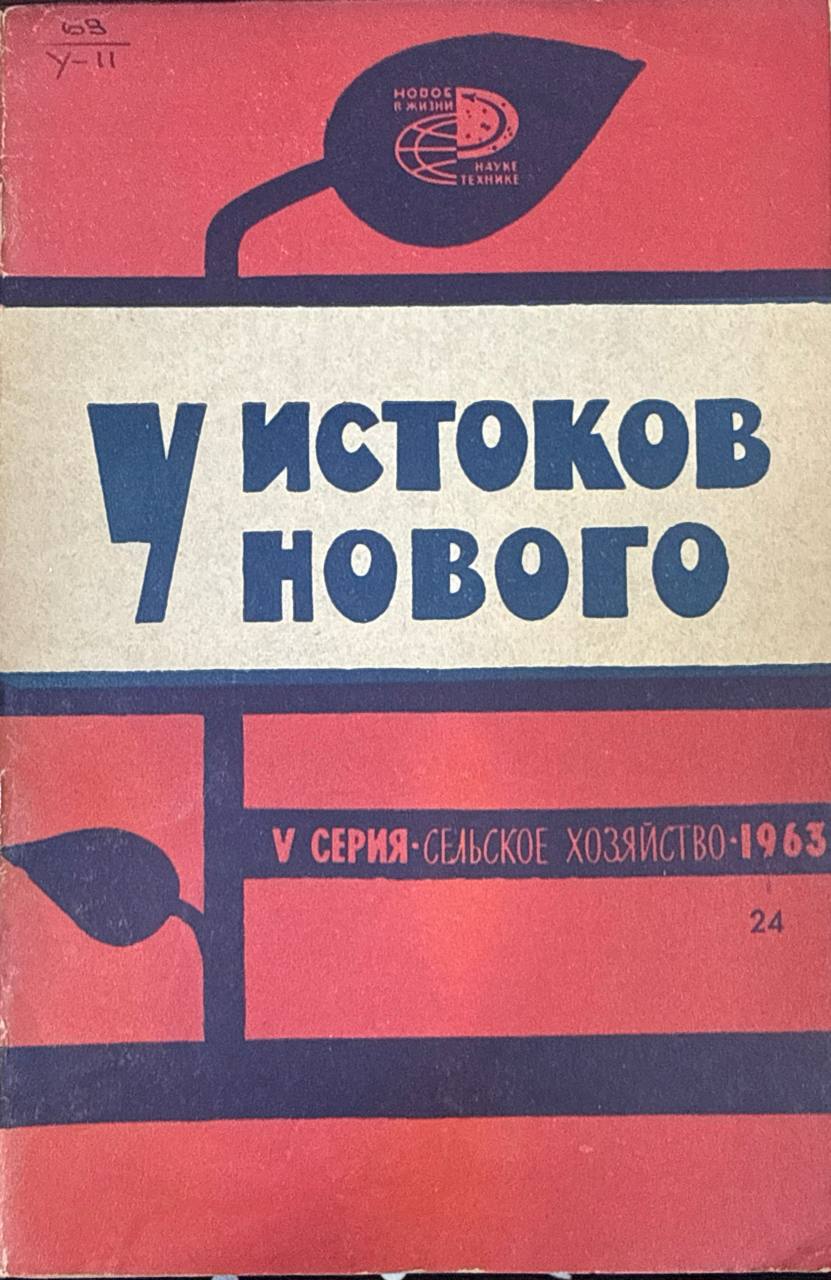 63
У-11
НОВОЕ
В ЖИЗНИ
НАУКЕ
ТЕХНИКЕ
У ИСТОКОВ
НОВОГО
V СЕРИЯ · СЕЛЬСКОЕ ХОЗЯЙСТВО · 1963
24